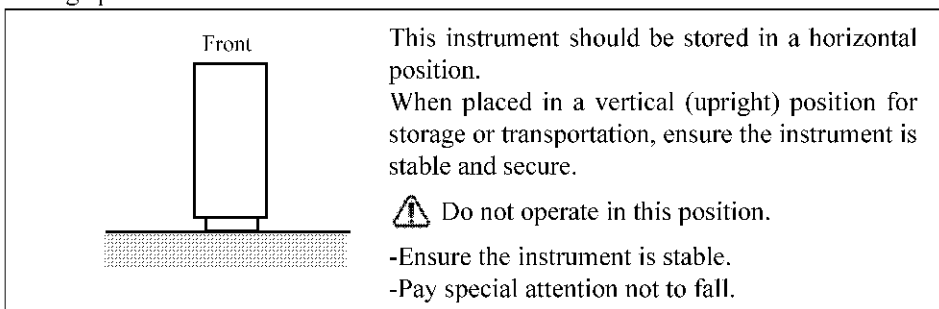 Front
This instrument should be stored in a horizontal
position.
When placed in a vertical (upright) position for
storage or transportation, ensure the instrument is
stable and secure.
Do not operate in this position.
-Ensure the instrument is stable.
-Pay special attention not to fall.